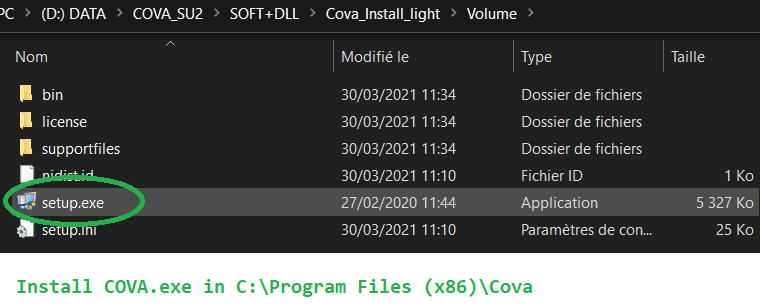 PC > (D:) DATA > COVA_SU2 > SOFT+DLL > Cova_Install_light > Volume >
Nom Modifié le Type Taille
bin 30/03/2021 11:34 Dossier de fichiers
license 30/03/2021 11:34 Dossier de fichiers
supportfiles 30/03/2021 11:34 Dossier de fichiers
nidist.id 30/03/2021 11:10 Fichier ID 1 Ko
setup.exe 27/02/2020 11:44 Application 5 327 Ko
setup.ini 30/03/2021 11:10 Paramètres de con... 25 Ko
Install COVA.exe in C:\Program Files (x86)\Cova